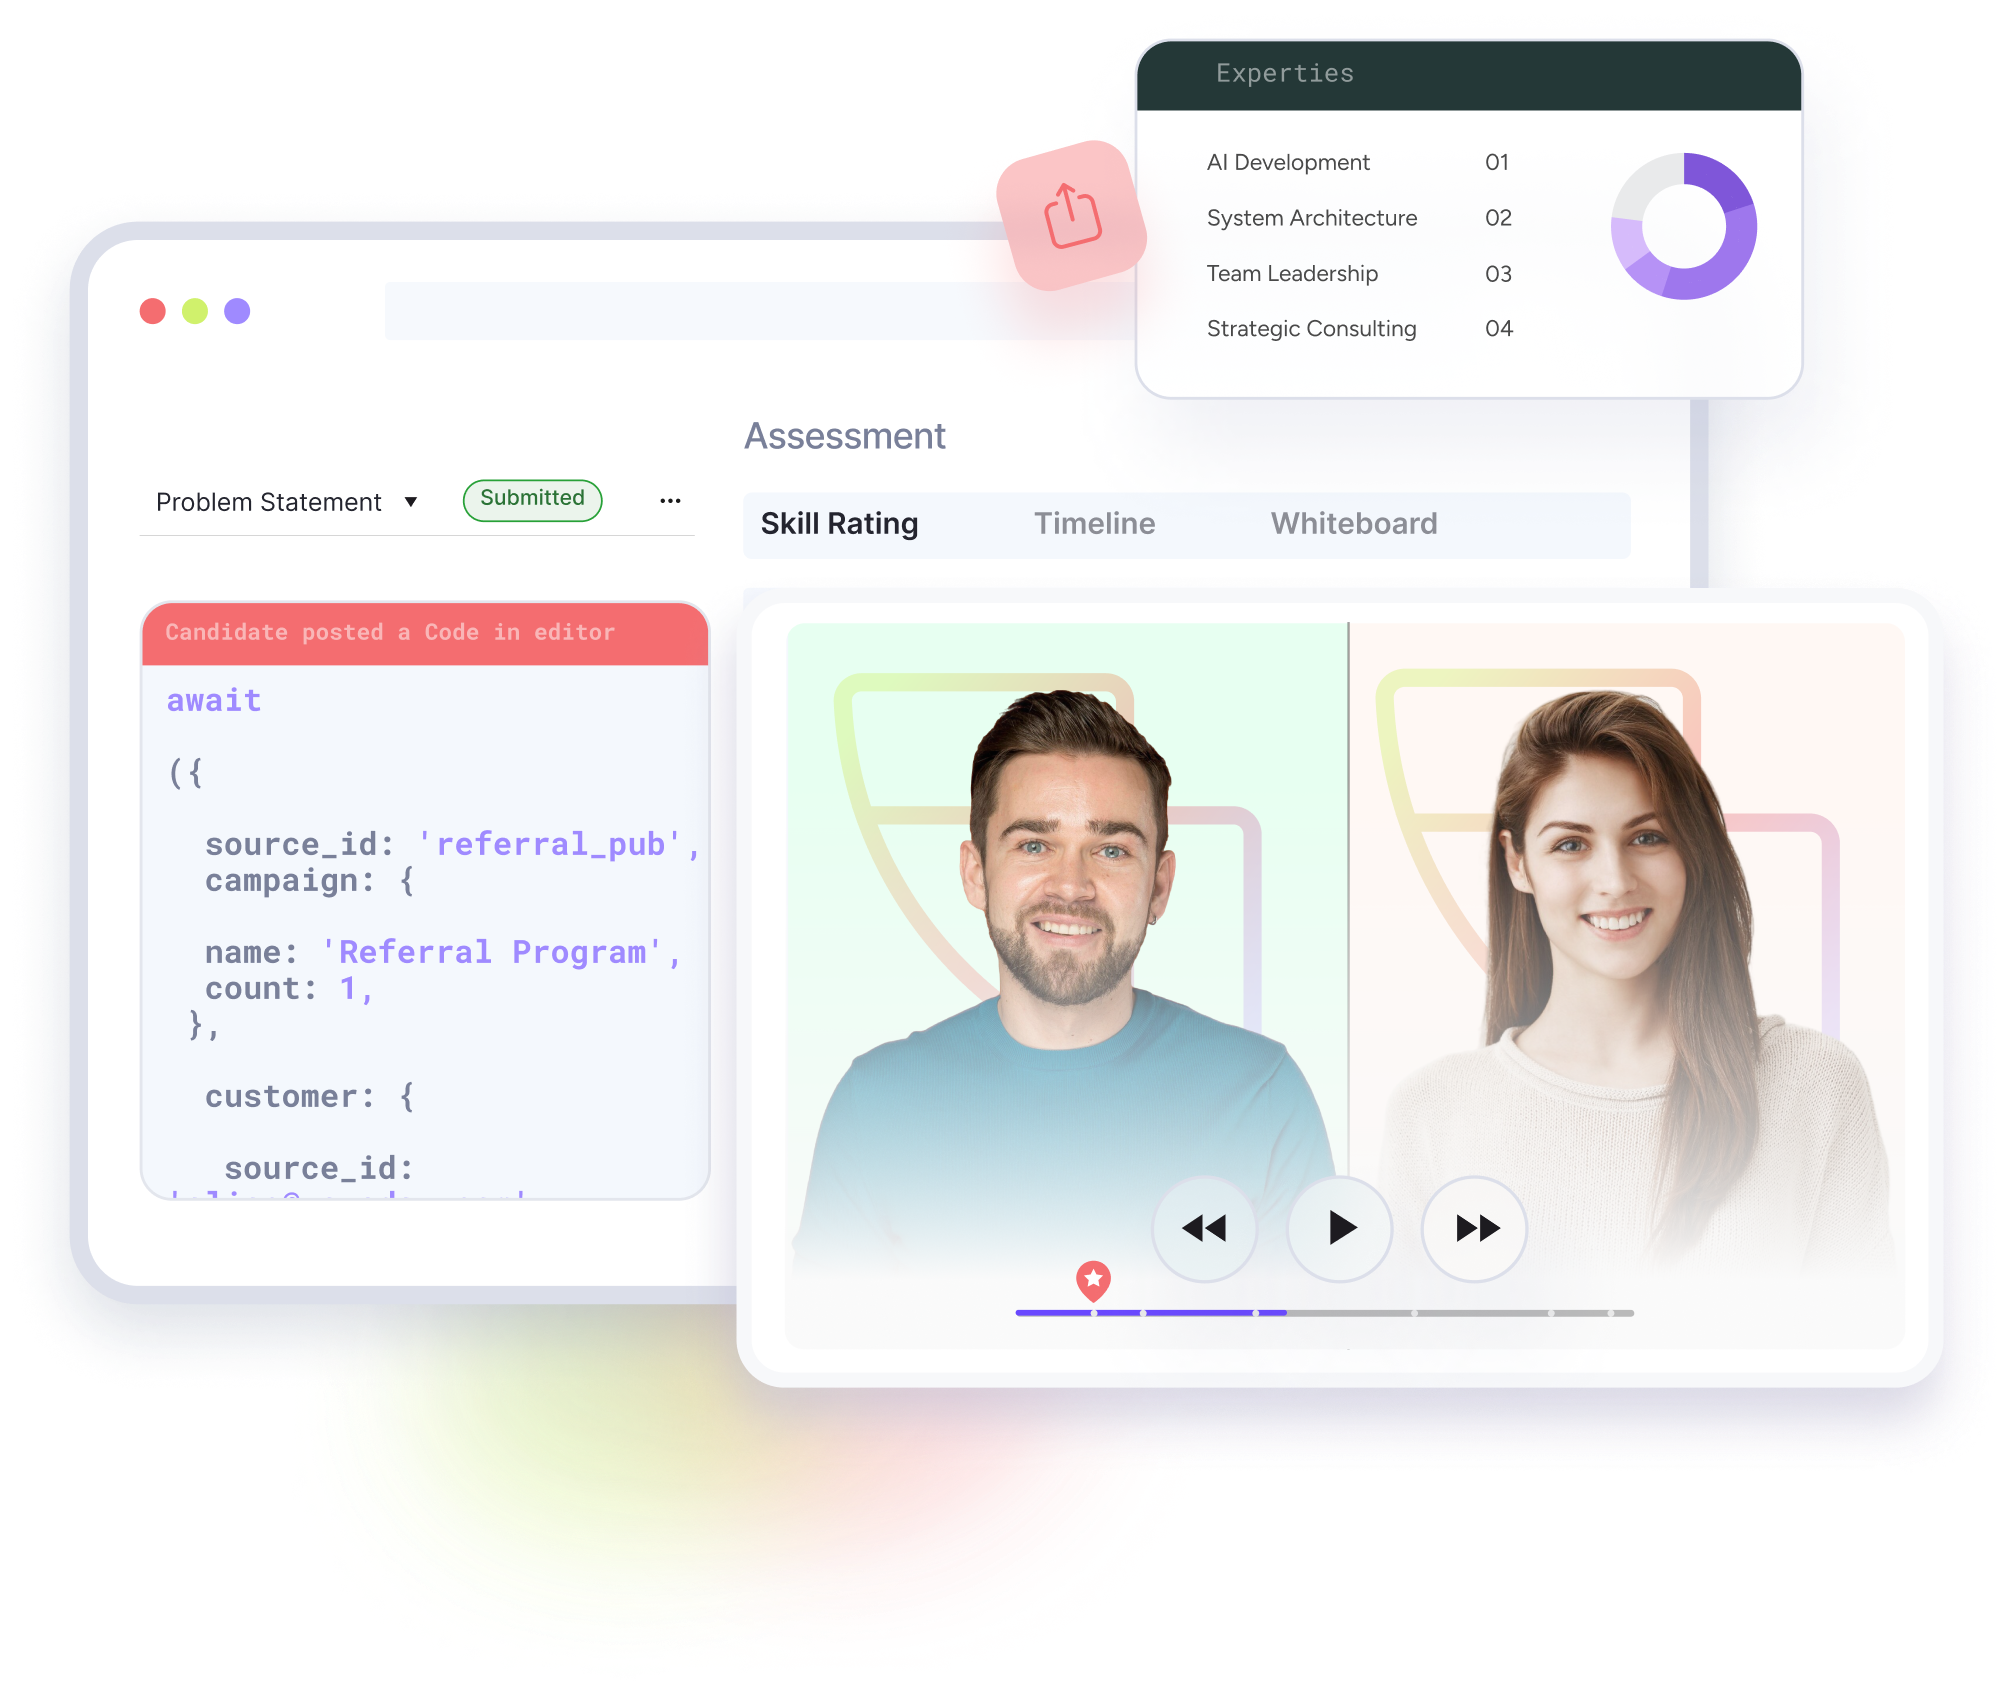 Experties
AI Development 01
System Architecture 02
Team Leadership 03
Strategic Consulting 04
Assessment
Problem Statement Submitted ...
Skill Rating Timeline Whiteboard
Candidate posted a Code in editor
await
({
source_id: 'referral_pub',
campaign: {
name: 'Referral Program',
count: 1,
},
customer: {
source_id: